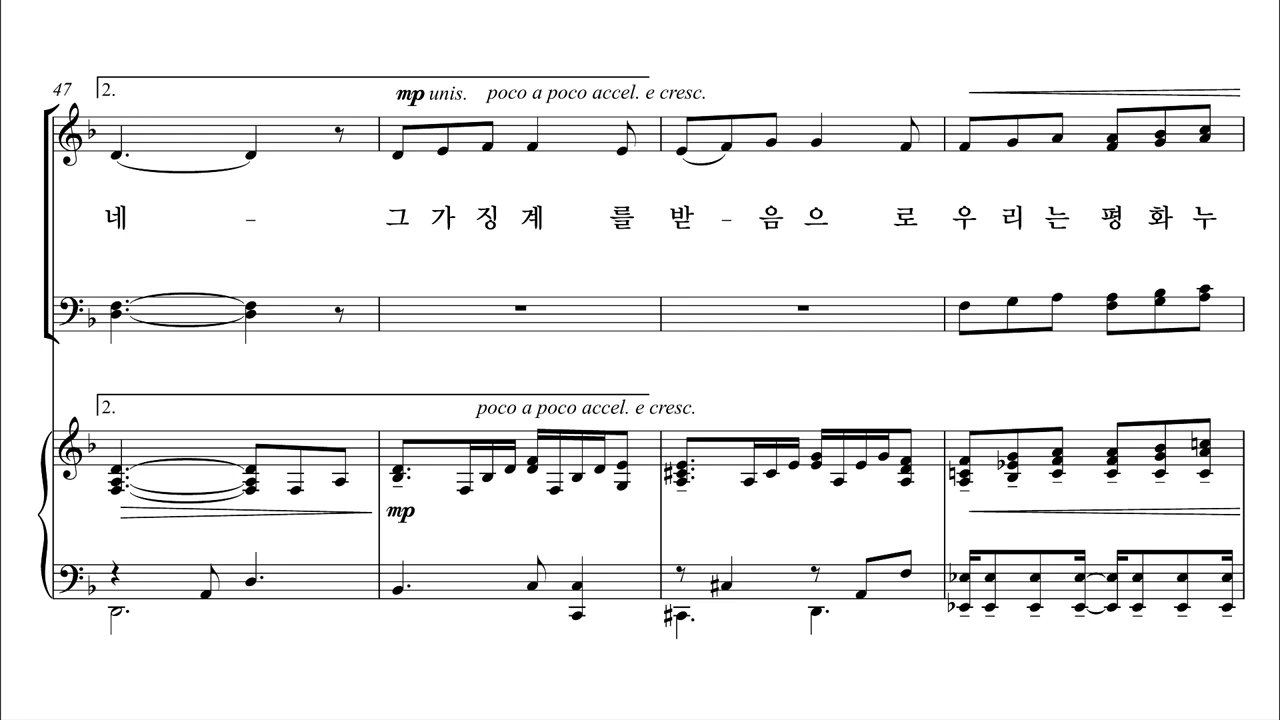 47
2.
mp unis. poco a poco accel. e cresc.
네 - 그 가 징 계 를 받 - 음 으 로 우 리 는 평 화 누
2.
poco a poco accel. e cresc.
mp